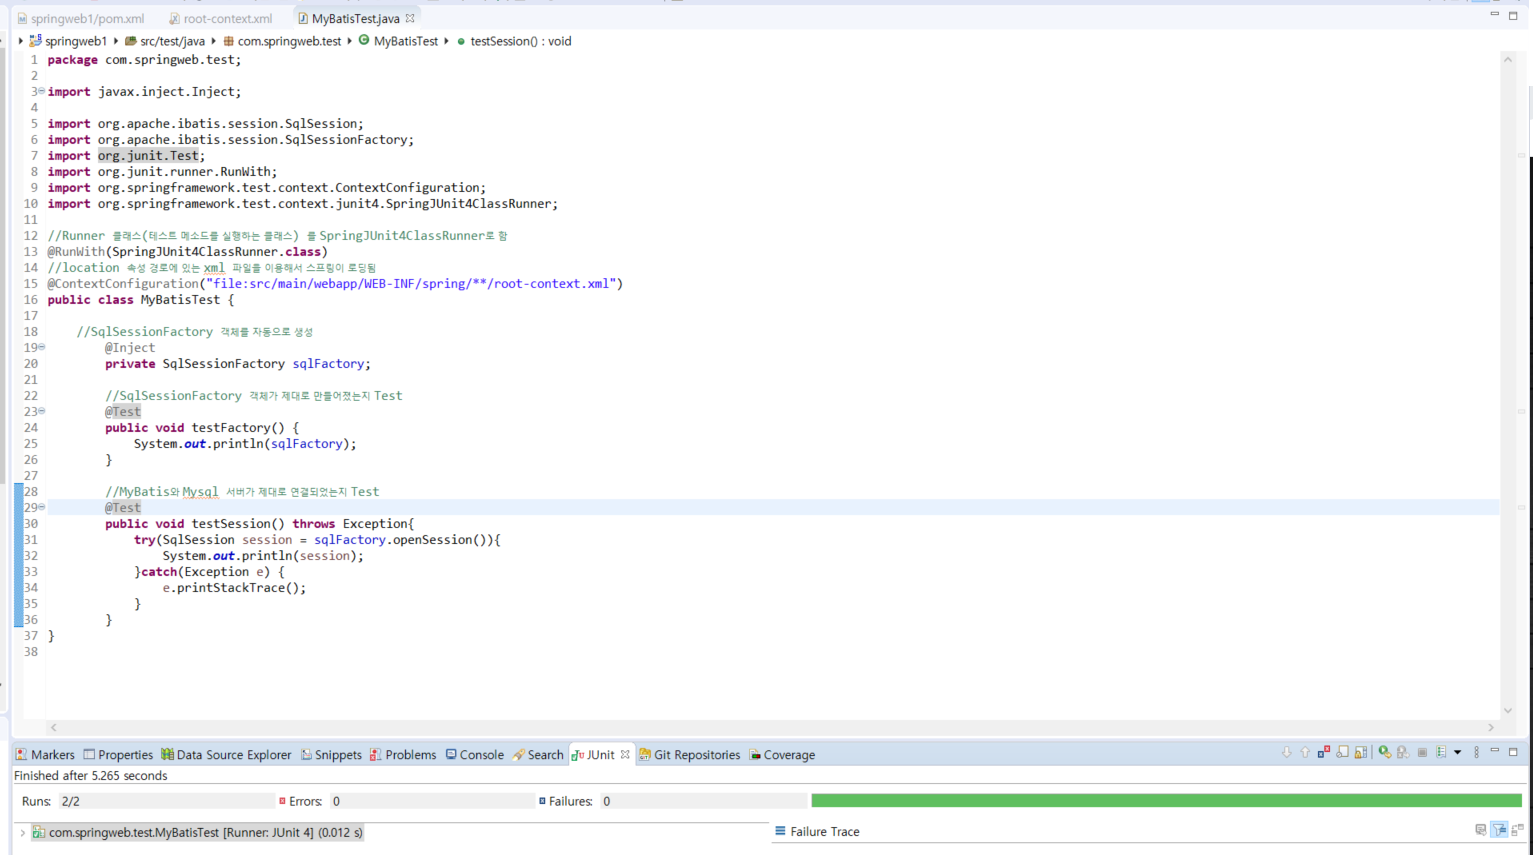 springweb1/pom.xml root-context.xml MyBatisTest.java
springweb1 src/test/java com.springweb.test MyBatisTest testSession() : void
1 package com.springweb.test;
2
3 import javax.inject.Inject;
4
5 import org.apache.ibatis.session.SqlSession;
6 import org.apache.ibatis.session.SqlSessionFactory;
7 import org.junit.Test;
8 import org.junit.runner.RunWith;
9 import org.springframework.test.context.ContextConfiguration;
10 import org.springframework.test.context.junit4.SpringJUnit4ClassRunner;
11
12 //Runner 클래스(테스트 메소드를 실행하는 클래스) 를 SpringJUnit4ClassRunner로 함
13 @RunWith(SpringJUnit4ClassRunner.class)
14 //location 속성 경로에 있는 xml 파일을 이용해서 스프링이 로딩됨
15 @ContextConfiguration("file:src/main/webapp/WEB-INF/spring/**/root-context.xml")
16 public class MyBatisTest {
17
18 //SqlSessionFactory 객체를 자동으로 생성
19 @Inject
20 private SqlSessionFactory sqlFactory;
21
22 //SqlSessionFactory 객체가 제대로 만들어졌는지 Test
23 @Test
24 public void testFactory() {
25 System.out.println(sqlFactory);
26 }
27
28 //MyBatis와 Mysql 서버가 제대로 연결되었는지 Test
29 @Test
30 public void testSession() throws Exception{
31 try(SqlSession session = sqlFactory.openSession()){
32 System.out.println(session);
33 }catch(Exception e) {
34 e.printStackTrace();
35 }
36 }
37 }
38
Markers Properties Data Source Explorer Snippets Problems Console Search JUnit Git Repositories Coverage
Finished after 5.265 seconds
Runs: 2/2 Errors: 0 Failures: 0
com.springweb.test.MyBatisTest [Runner: JUnit 4] (0.012 s) Failure Trace